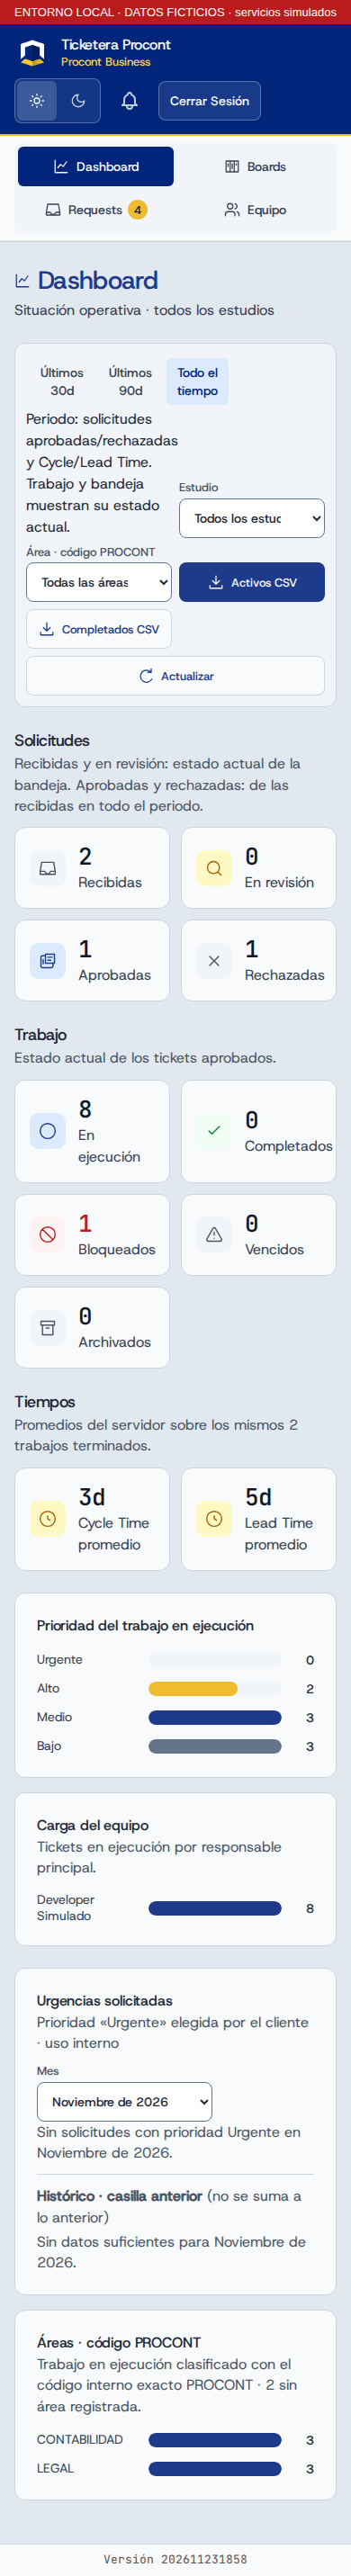 ENTORNO LOCAL · DATOS FICTICIOS · servicios simulados
Ticketera Procont
Procont Business
Cerrar Sesión
Dashboard
Boards
Requests 4
Equipo
Dashboard
Situación operativa · todos los estudios
Últimos 30d
Últimos 90d
Todo el tiempo
Periodo: solicitudes
aprobadas/rechazadas
y Cycle/Lead Time.
Trabajo y bandeja
muestran su estado
actual.
Estudio
Todos los estuc
Área · código PROCONT
Todas las áreas
Activos CSV
Completados CSV
Actualizar
Solicitudes
Recibidas y en revisión: estado actual de la
bandeja. Aprobadas y rechazadas: de las
recibidas en todo el periodo.
2
Recibidas
0
En revisión
1
Aprobadas
1
Rechazadas
Trabajo
Estado actual de los tickets aprobados.
8
En
ejecución
0
Completados
1
Bloqueados
0
Vencidos
0
Archivados
Tiempos
Promedios del servidor sobre los mismos 2
trabajos terminados.
3d
Cycle Time
promedio
5d
Lead Time
promedio
Prioridad del trabajo en ejecución
Urgente 0
Alto 2
Medio 3
Bajo 3
Carga del equipo
Tickets en ejecución por responsable
principal.
Developer
Simulado 8
Urgencias solicitadas
Prioridad «Urgente» elegida por el cliente
· uso interno
Mes
Noviembre de 2026
Sin solicitudes con prioridad Urgente en
Noviembre de 2026.
Histórico · casilla anterior (no se suma a
lo anterior)
Sin datos suficientes para Noviembre de
2026.
Áreas · código PROCONT
Trabajo en ejecución clasificado con el
código interno exacto PROCONT · 2 sin
área registrada.
CONTABILIDAD 3
LEGAL 3
Versión 202611231858